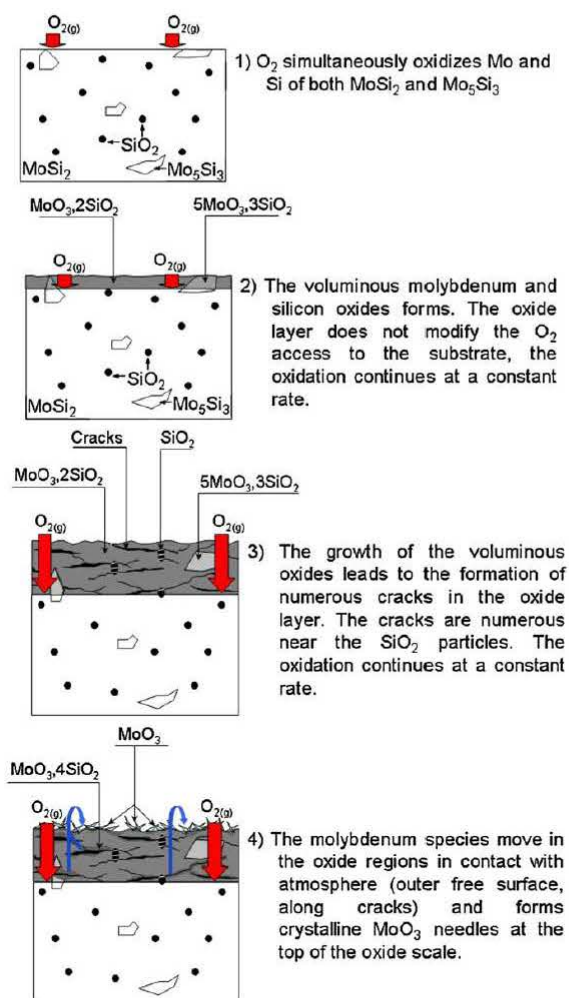 O2(g) O2(g)
1) O2 simultaneously oxidizes Mo and
Si of both MoSi2 and Mo5Si3
SiO2
MoSi2 Mo5Si3
MoO3,2SiO2 5MoO3,3SiO2
O2(g) O2(g)
2) The voluminous molybdenum and
silicon oxides forms. The oxide
layer does not modify the O2
access to the substrate, the
oxidation continues at a constant
rate.
SiO2
MoSi2 Mo5Si3
Cracks SiO2
MoO3,2SiO2 5MoO3,3SiO2
O2(g) O2(g)
3) The growth of the voluminous
oxides leads to the formation of
numerous cracks in the oxide
layer. The cracks are numerous
near the SiO2 particles. The
oxidation continues at a constant
rate.
MoO3
MoO3,4SiO2
O2(g) O2(g)
4) The molybdenum species move in
the oxide regions in contact with
atmosphere (outer free surface,
along cracks) and forms
crystalline MoO3 needles at the
top of the oxide scale.